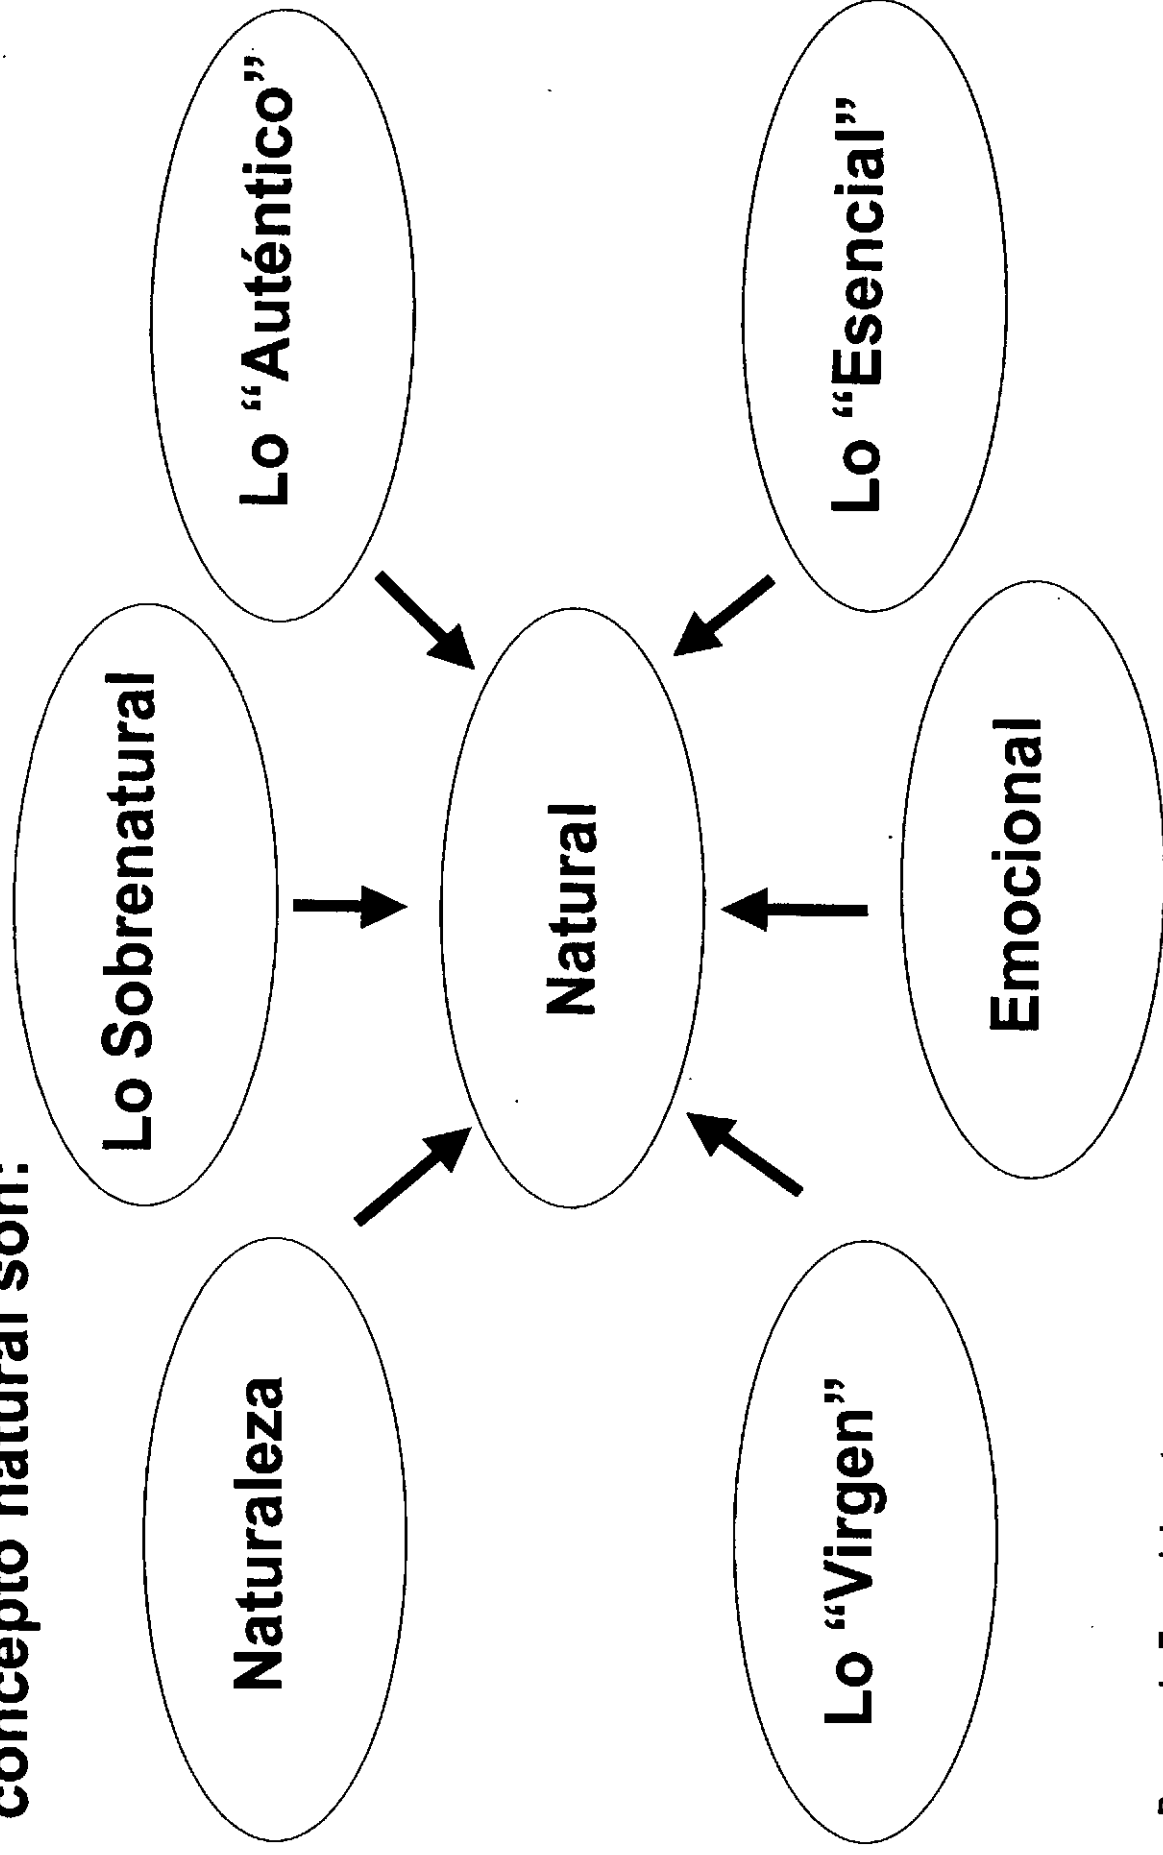 concepto natural son:
Lo Sobrenatural
Naturaleza
Lo “Auténtico”
Natural
Lo “Virgen”
Lo “Esencial”
Emocional